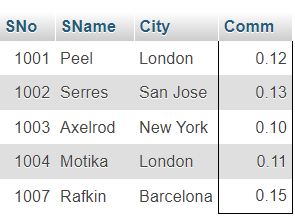 SNo SName City Comm
1001 Peel London 0.12
1002 Serres San Jose 0.13
1003 Axelrod New York 0.10
1004 Motika London 0.11
1007 Rafkin Barcelona 0.15